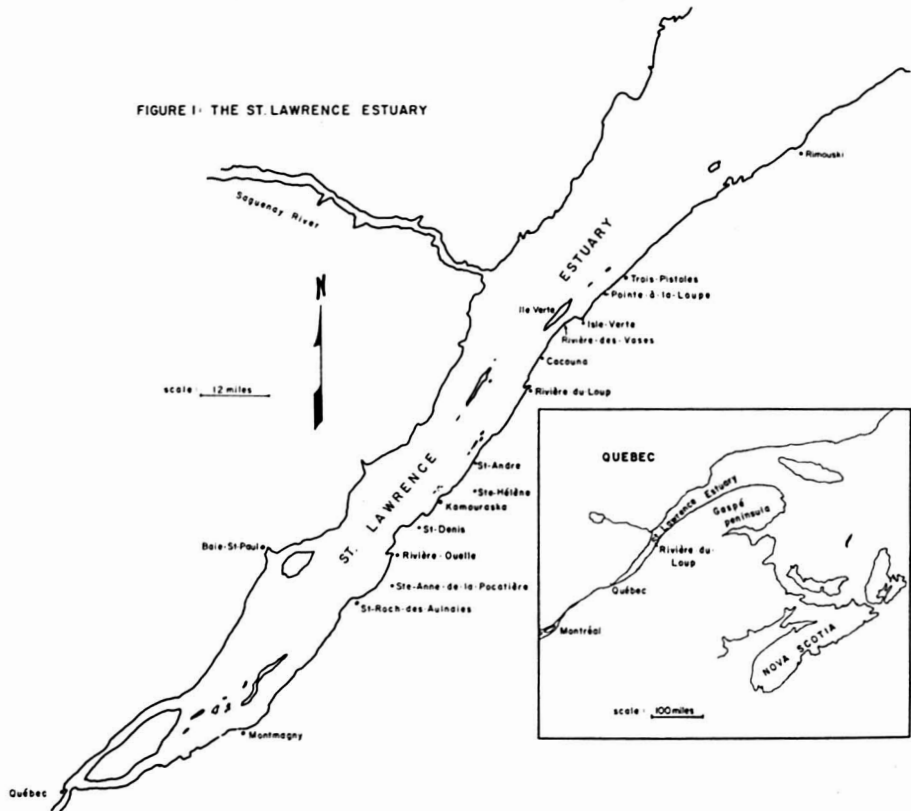 FIGURE 1: THE ST. LAWRENCE ESTUARY
Rimouski
Saguenay River
ESTUARY
N
Trois-Pistoles
Pointe-à-la-Loupe
Ile Verte
Isle-Verte
Rivière-des-Vases
Cacouna
scale: 12 miles
Rivière du Loup
St-Andre
Ste-Hélène
Kamouraska
ST. LAWRENCE
St-Denis
Baie-St-Paule
Rivière-Ouelle
Ste-Anne-de-la-Pocatière
St-Roch-des-Aulnaies
Montmagny
Québec
QUEBEC
St Lawrence Estuary
Gaspé
peninsula
Rivière du-
Loup
Québec
Montréal
NOVA SCOTIA
scale: 100 miles